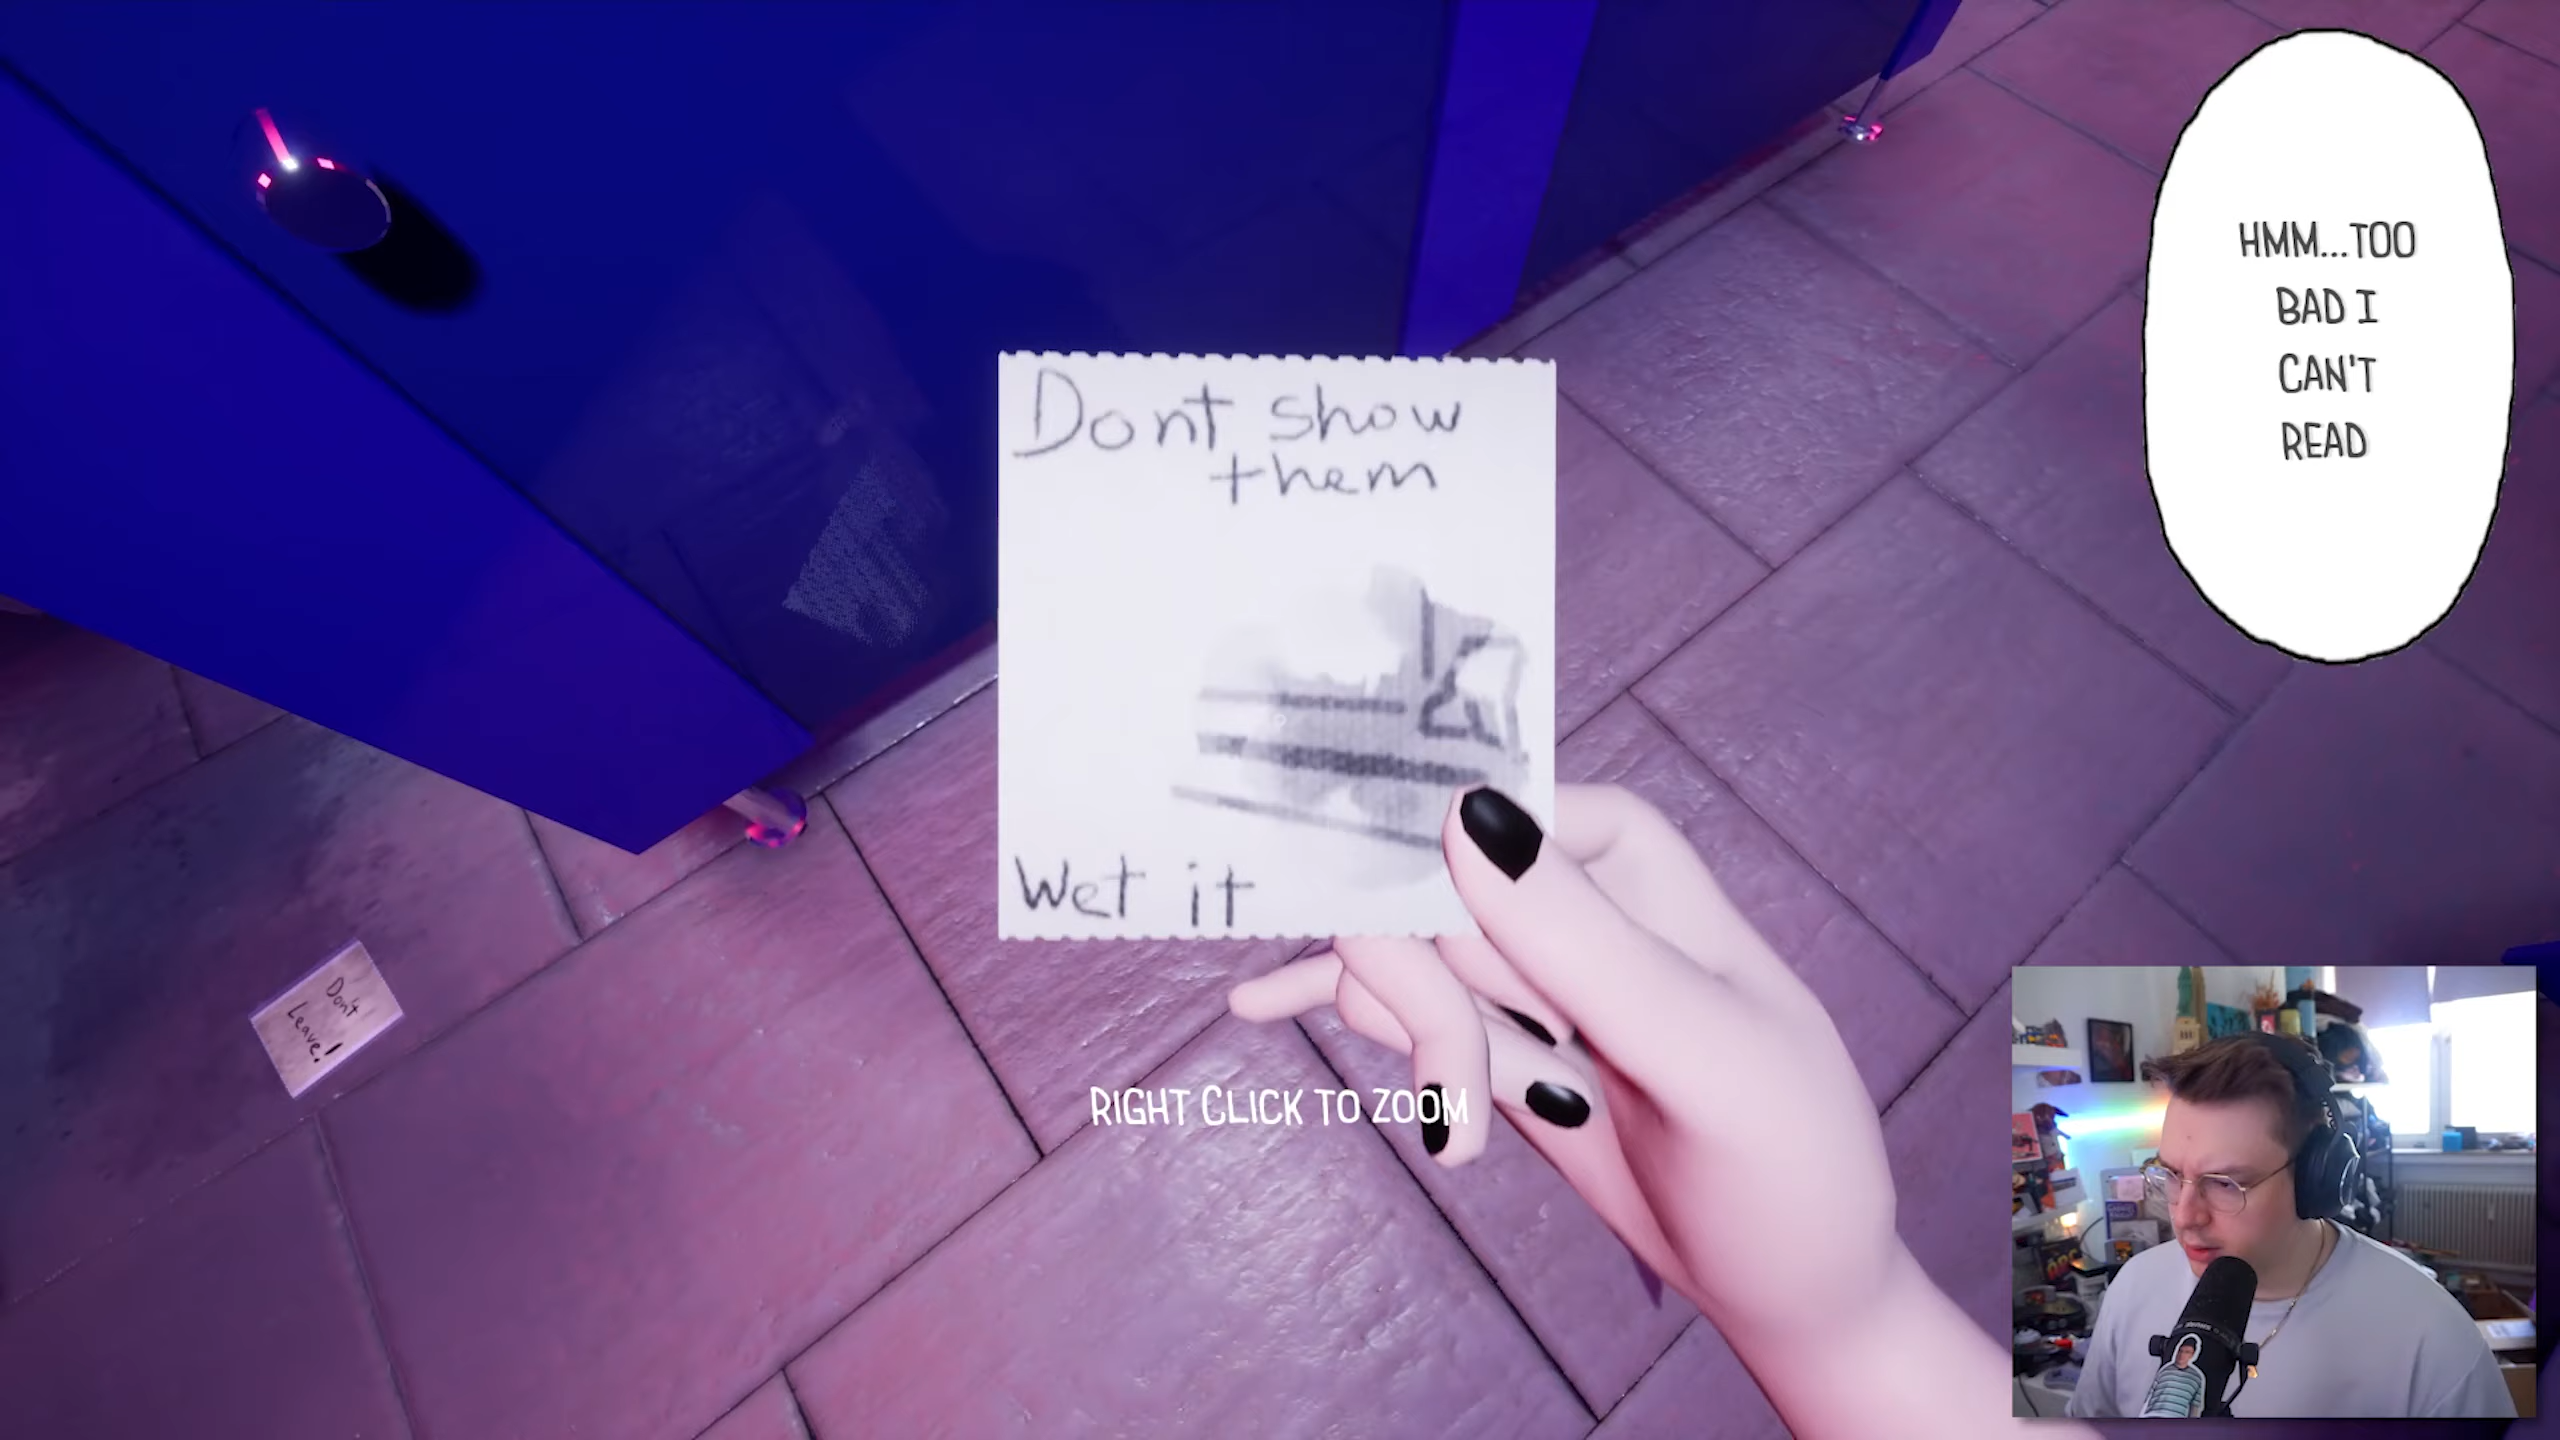 HMM...TOO
BAD I
CAN'T
READ
Dont show
them
Wet it
Don't
Leave!
RIGHT CLICK TO ZOOM